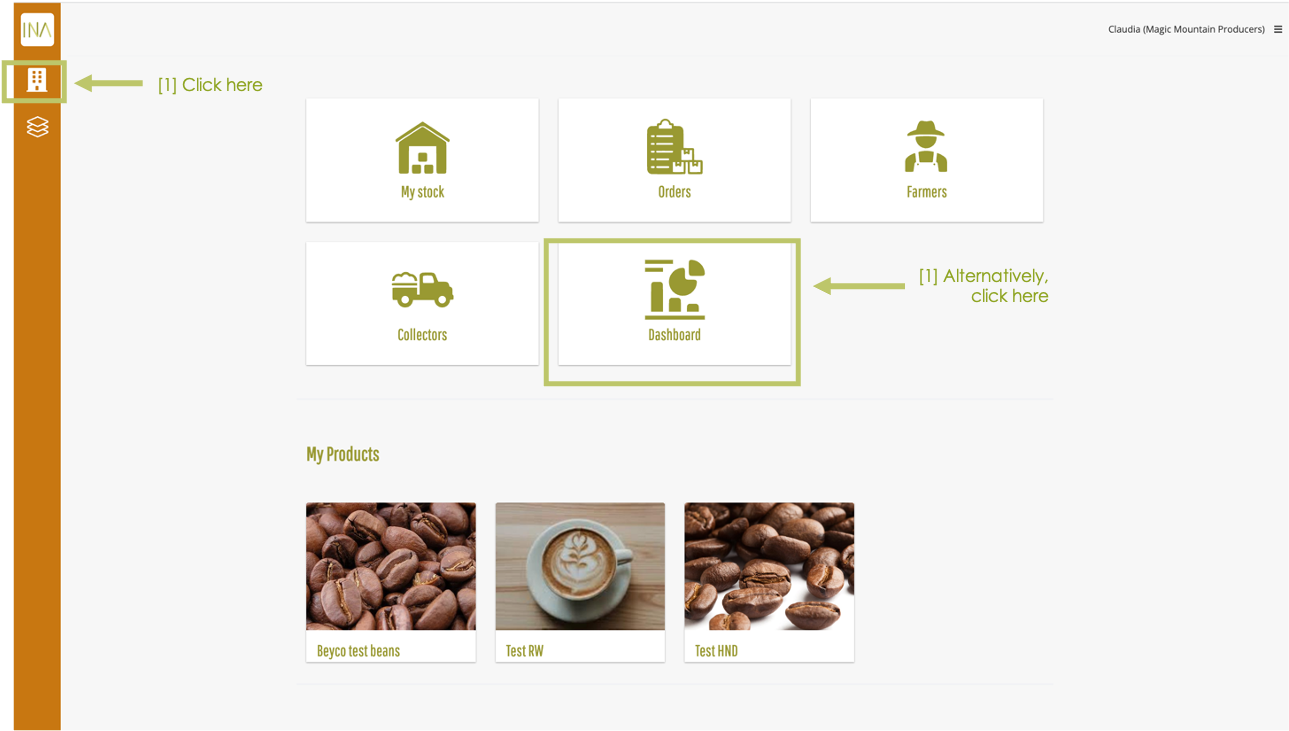 INA
Claudia (Magic Mountain Producers)
[1] Click here
My stock
Orders
Farmers
[1] Alternatively,
click here
Collectors
Dashboard
My Products
Beyco test beans
Test RW
Test HND